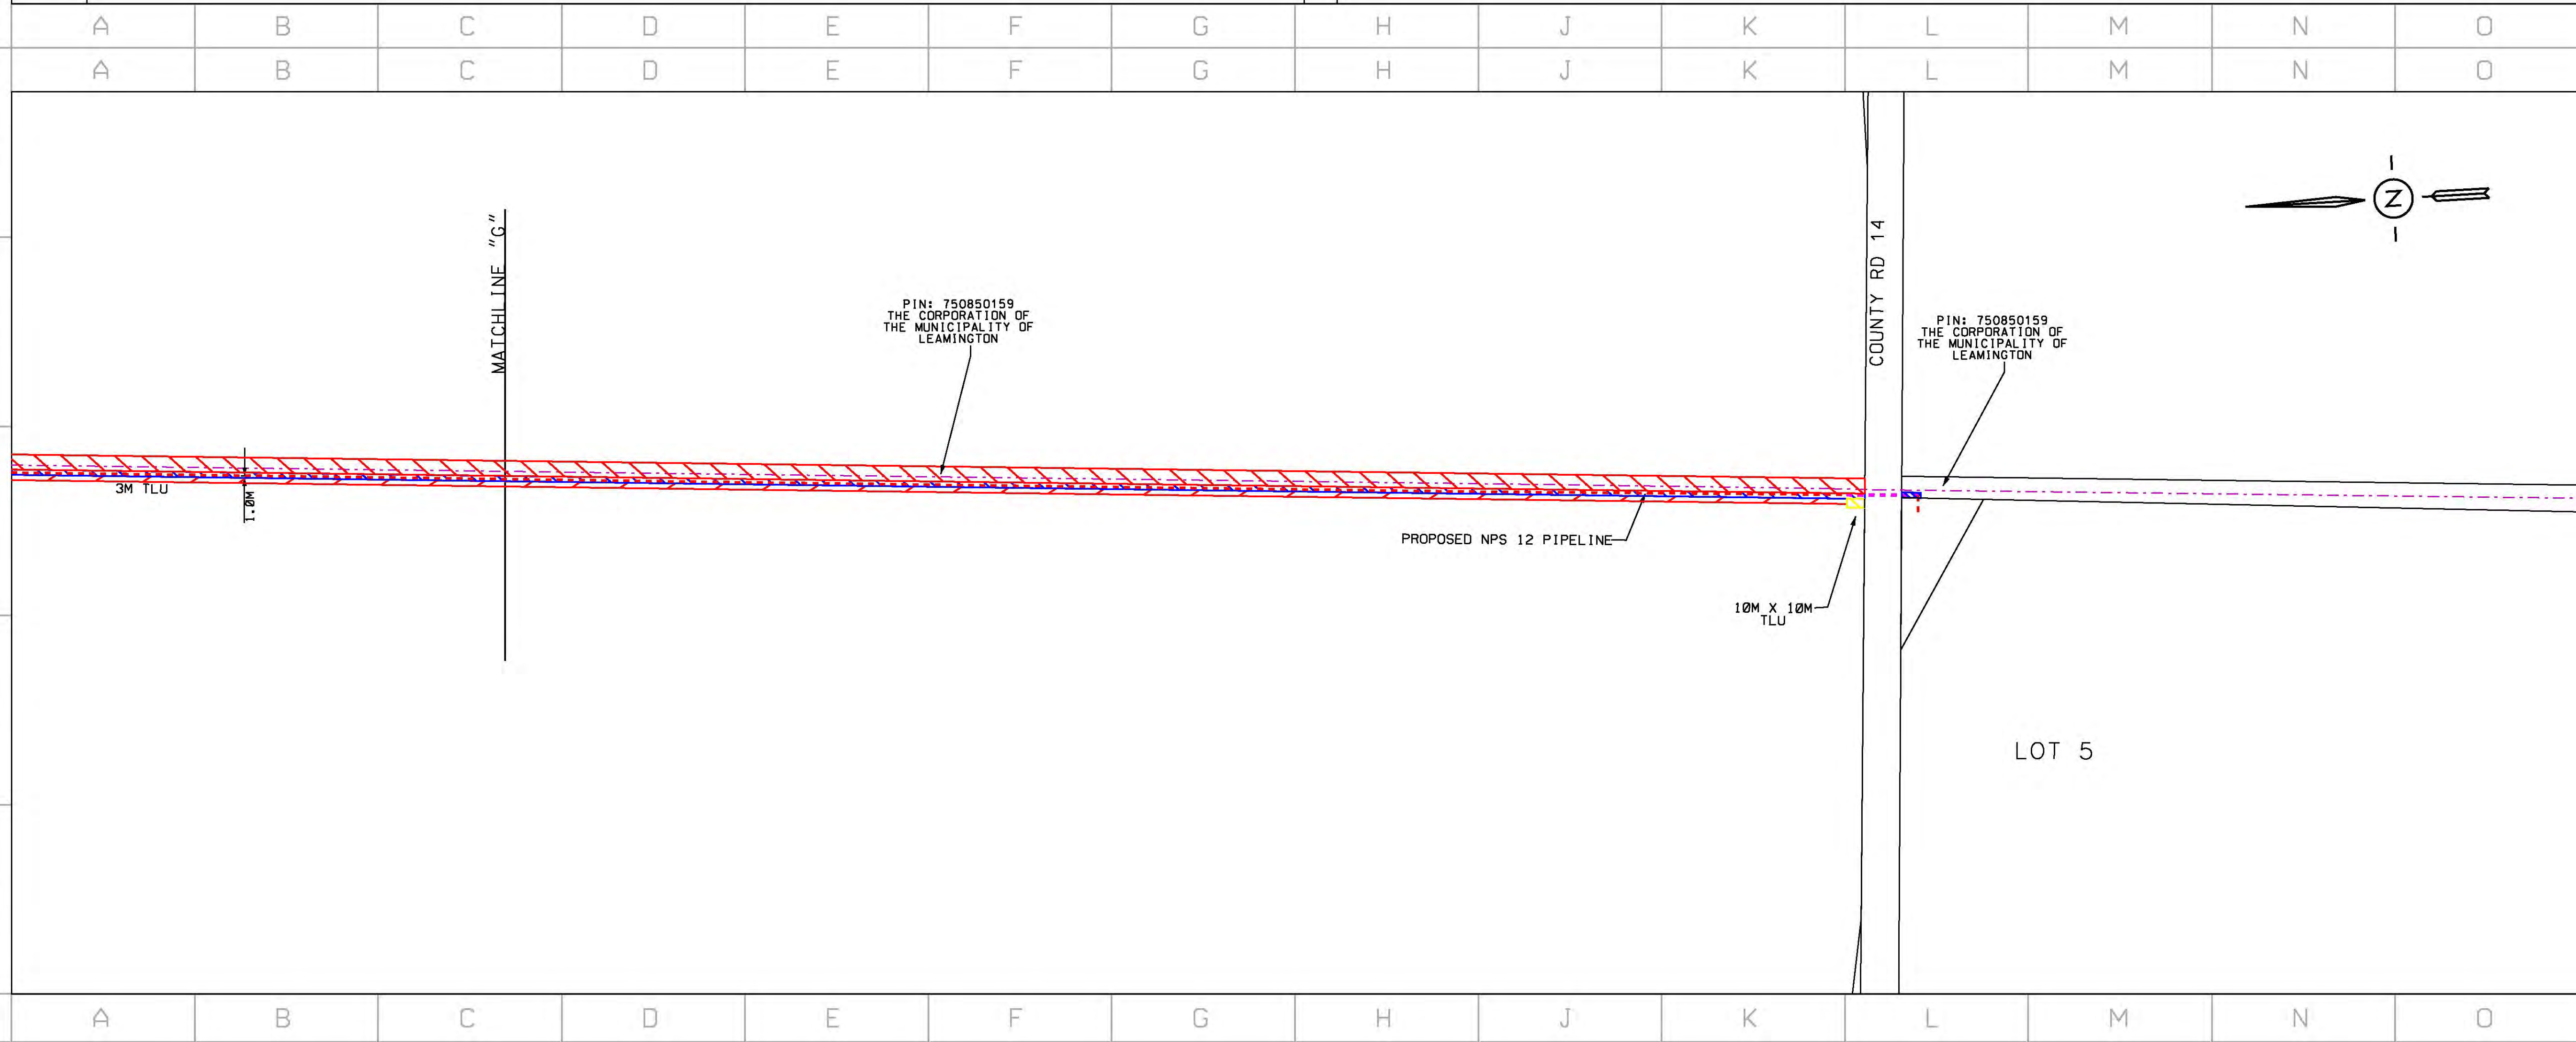 A B C D E F G H J K L M N O
A B C D E F G H J K L M N O
MATCHLINE "G"
PIN: 750850159
THE CORPORATION OF
THE MUNICIPALITY OF
LEAMINGTON
COUNTY RD 14
PIN: 750850159
THE CORPORATION OF
THE MUNICIPALITY OF
LEAMINGTON
Z
3M TLU
1.0M
PROPOSED NPS 12 PIPELINE
10M X 10M
TLU
LOT 5
A B C D E F G H J K L M N O